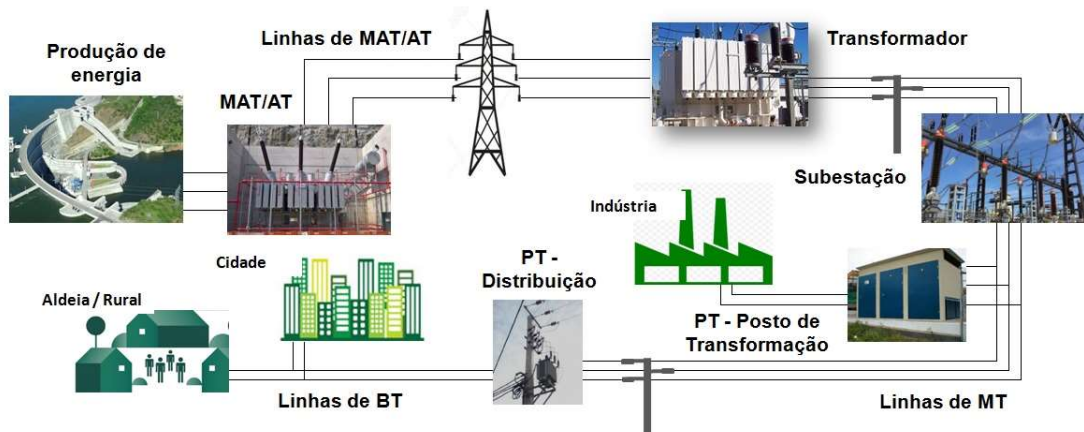 Produção de
energia
Linhas de MAT/AT
MAT/AT
Transformador
Subestação
Indústria
Cidade
PT -
Distribuição
Aldeia / Rural
PT - Posto de
Transformação
Linhas de BT
Linhas de MT